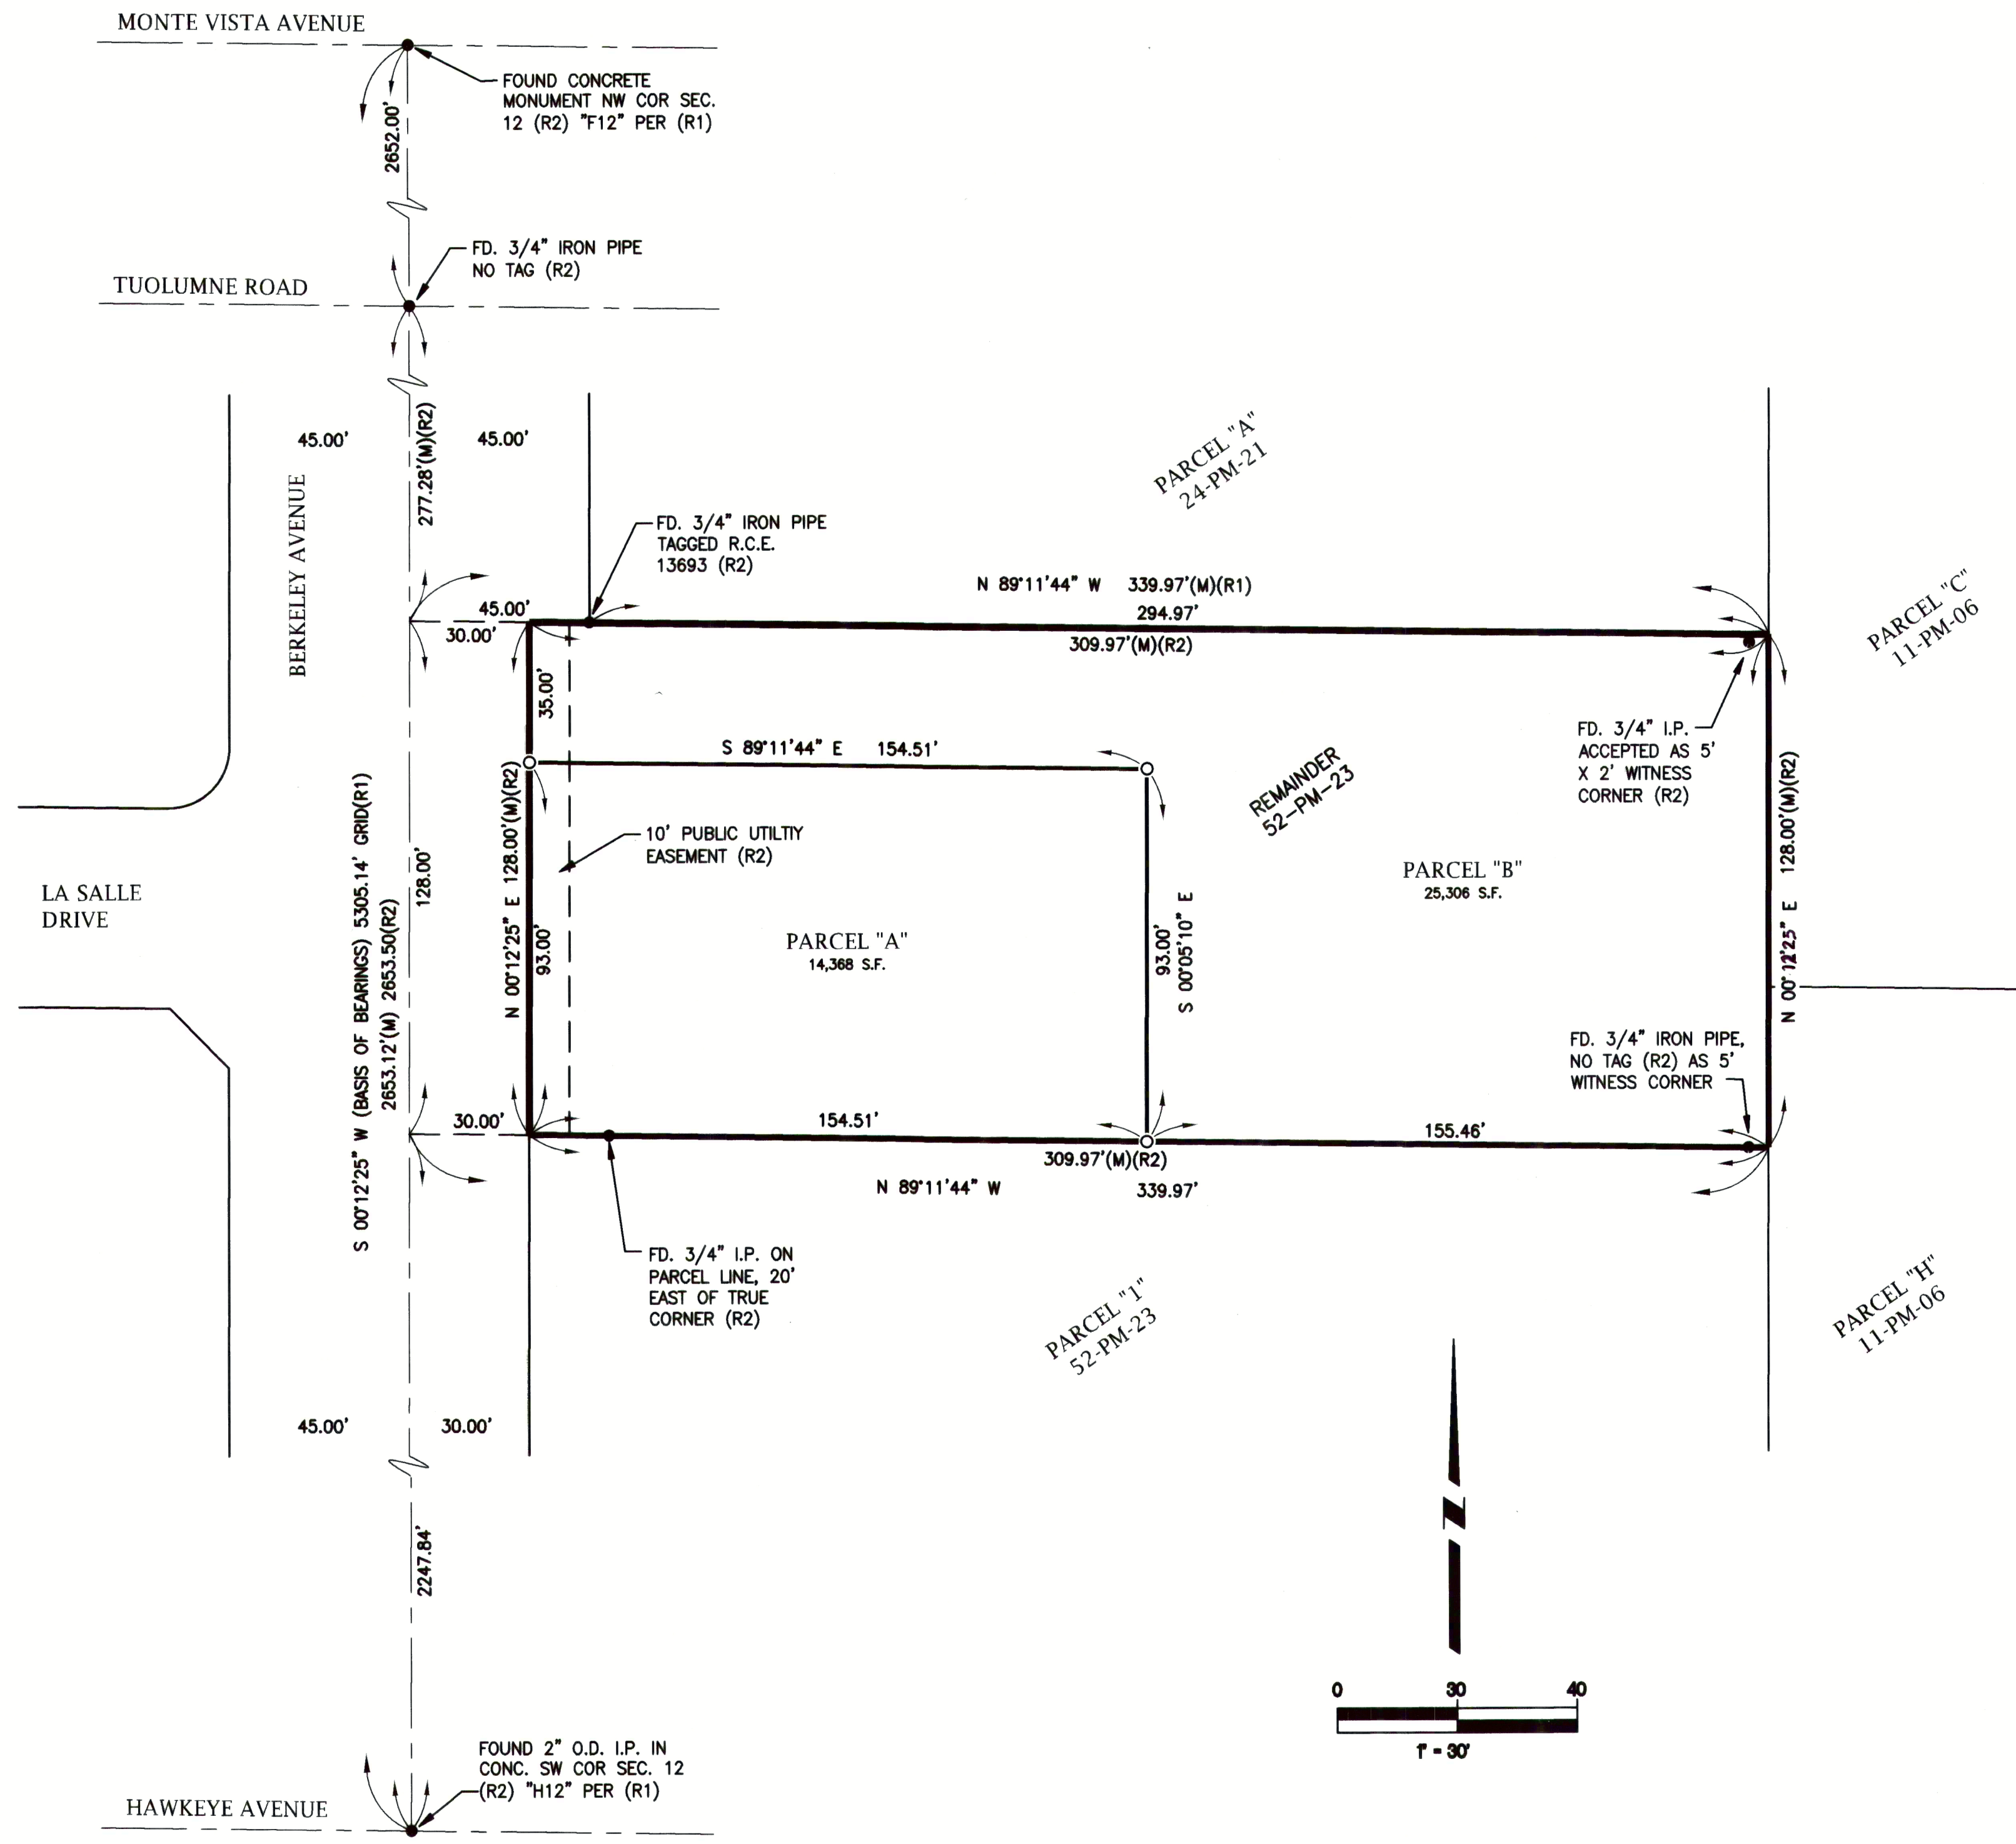 MONTE VISTA AVENUE
FOUND CONCRETE
MONUMENT NW COR SEC.
12 (R2) "F12" PER (R1)
2652.00'
FD. 3/4" IRON PIPE
NO TAG (R2)
TUOLUMNE ROAD
45.00'
277.28'(M)(R2)
45.00'
BERKELEY AVENUE
PARCEL "A"
24-PM-21
FD. 3/4" IRON PIPE
TAGGED R.C.E.
13693 (R2)
N 89°11'44" W 339.97'(M)(R1)
294.97'
309.97'(M)(R2)
45.00'
30.00'
PARCEL "C"
11-PM-06
35.00'
S 89°11'44" E 154.51'
REMAINDER
52-PM-23
FD. 3/4" I.P.
ACCEPTED AS 5'
X 2' WITNESS
CORNER (R2)
10' PUBLIC UTILTIY
EASEMENT (R2)
LA SALLE
DRIVE
S 00°12'25" W (BASIS OF BEARINGS) 5305.14' GRID(R1)
2653.12'(M) 2653.50(R2)
128.00'
N 00°12'25" E 128.00'(M)(R2)
93.00'
PARCEL "A"
14,368 S.F.
93.00'
S 00°05'10" E
PARCEL "B"
25,306 S.F.
N 00°12'25" E 128.00'(M)(R2)
FD. 3/4" IRON PIPE,
NO TAG (R2) AS 5'
WITNESS CORNER
30.00'
154.51'
155.46'
309.97'(M)(R2)
N 89°11'44" W 339.97'
FD. 3/4" I.P. ON
PARCEL LINE, 20'
EAST OF TRUE
CORNER (R2)
PARCEL "1"
52-PM-23
PARCEL "H"
11-PM-06
45.00'
30.00'
2247.84'
N
0 30 40
1" = 30'
FOUND 2" O.D. I.P. IN
CONC. SW COR SEC. 12
(R2) "H12" PER (R1)
HAWKEYE AVENUE